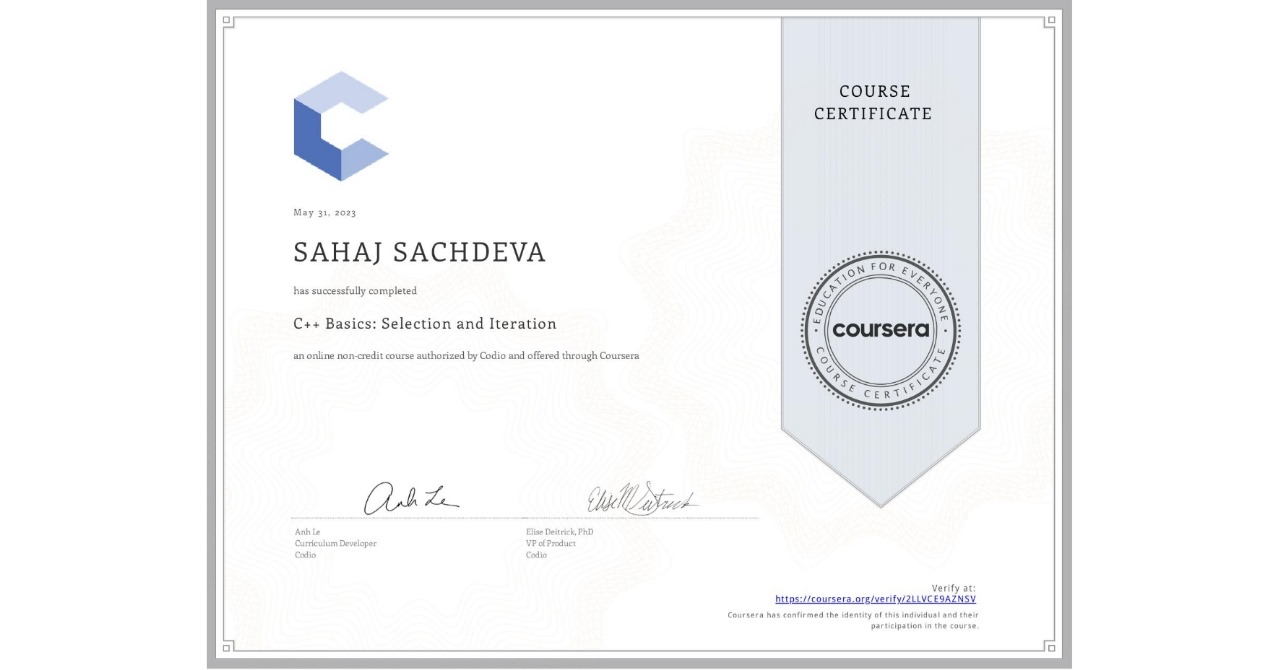 COURSE
CERTIFICATE
May 31, 2023
SAHAJ SACHDEVA
has successfully completed
C++ Basics: Selection and Iteration
an online non-credit course authorized by Codio and offered through Coursera
EDUCATION FOR EVERYONE
coursera
COURSE CERTIFICATE
Anh Le
Elise M Deitrick
Anh Le
Curriculum Developer
Codio
Elise Deitrick, PhD
VP of Product
Codio
Verify at:
https://coursera.org/verify/2LLVCE9AZNSV
Coursera has confirmed the identity of this individual and their
participation in the course.